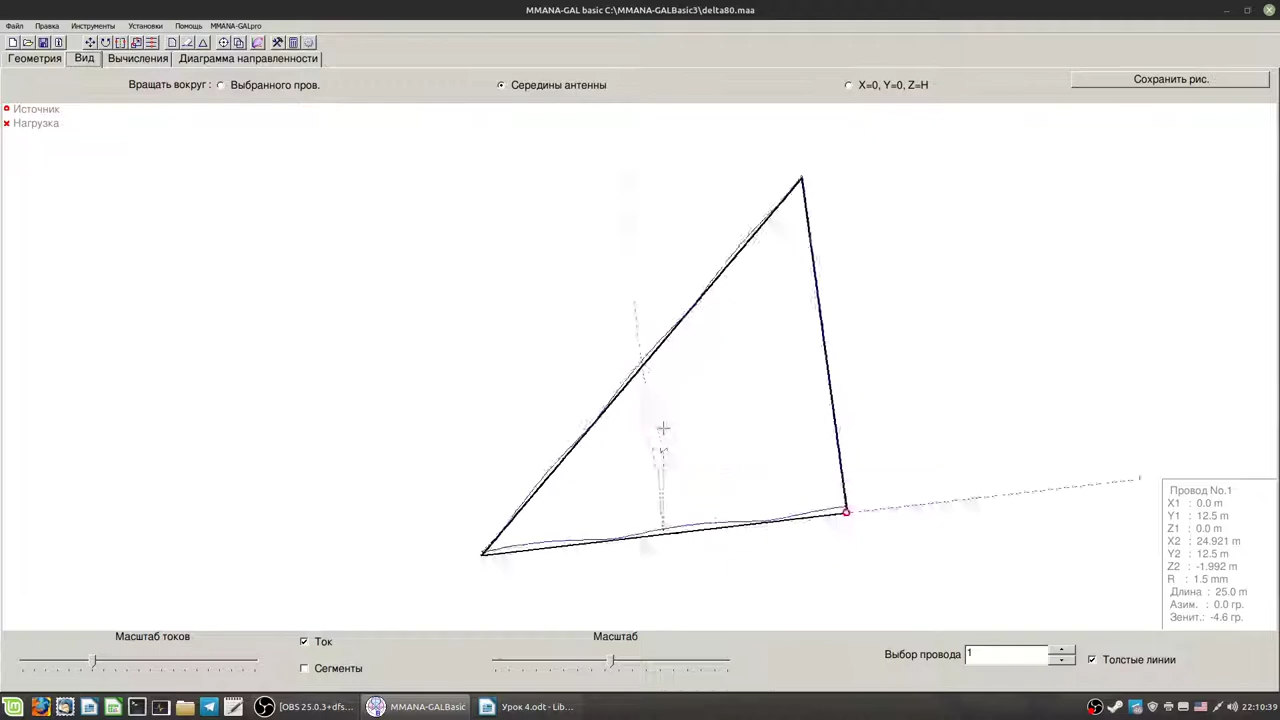 MMANA-GAL basic C:\MMANA-GALBasic3\delta80.maa
Файл Правка Инструменты Установки Помощь MMANA-GALpro
Геометрия Вид Вычисления Диаграмма направленности
Вращать вокруг : Выбранного пров. Середины антенны X=0, Y=0, Z=H Сохранить рис.
Источник
Нагрузка
Провод No.1
X1 : 0.0 m
Y1 : 12.5 m
Z1 : 0.0 m
X2 : 24.921 m
Y2 : 12.5 m
Z2 : -1.992 m
R : 1.5 mm
Длина : 25.0 m
Азим. : 0.0 гр.
Зенит.: -4.6 гр.
Масштаб токов Ток Масштаб Выбор провода 1 Толстые линии
Сегменты
[OBS 25.0.3+dfs... MMANA-GALBasic Урок 4.odt - Lib... 22:10:39